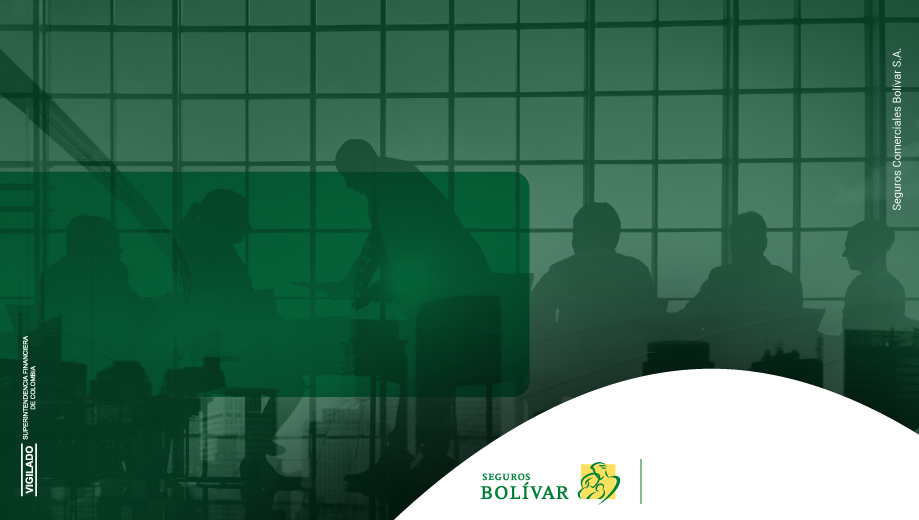 Seguros Comerciales Bolívar S.A.
VIGILADO
SUPERINTENDENCIA FINANCIERA
DE COLOMBIA
SEGUROS
BOLÍVAR